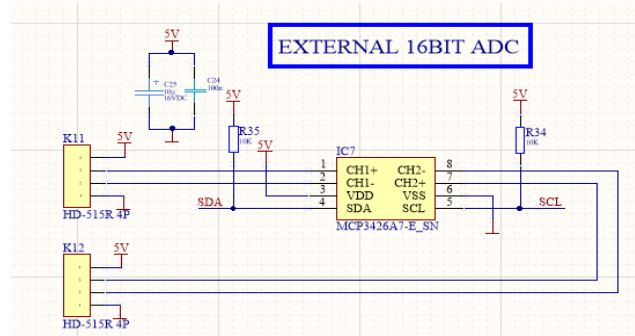 EXTERNAL 16BIT ADC
5V
C25
10u
16VDC
C24
100n
5V
R35
10K
5V
5V
R34
10K
K11
5V
HD-515R 4P
IC7
1 CH1+ CH2- 8
2 CH1- CH2+ 7
3 VDD VSS 6
4 SDA SCL 5
SDA
SCL
MCP3426A7-E_SN
K12
5V
HD-515R 4P